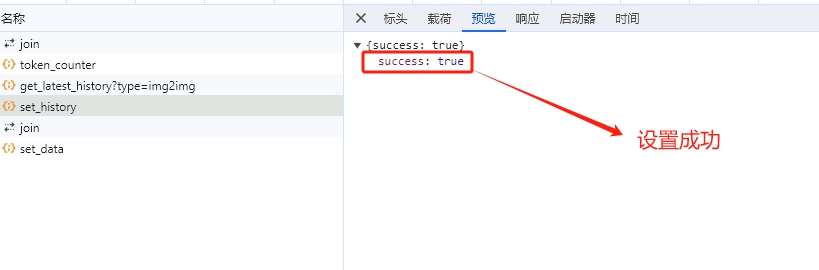 名称
join
token_counter
get_latest_history?type=img2img
set_history
join
set_data
标头 载荷 预览 响应 启动器 时间
{success: true}
success: true
设置成功